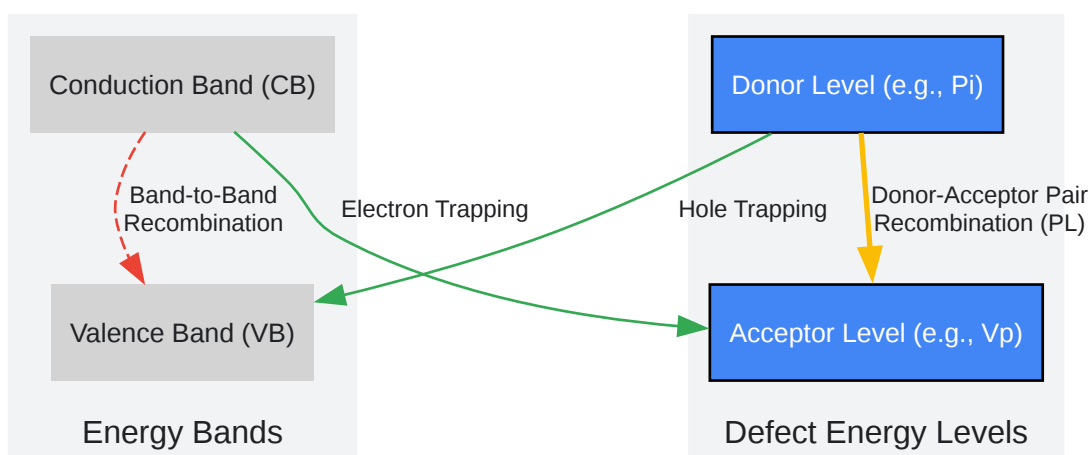 Conduction Band (CB)
Donor Level (e.g., Pi)
Band-to-Band
Recombination
Electron Trapping
Hole Trapping
Donor-Acceptor Pair
Recombination (PL)
Valence Band (VB)
Acceptor Level (e.g., Vp)
Energy Bands
Defect Energy Levels